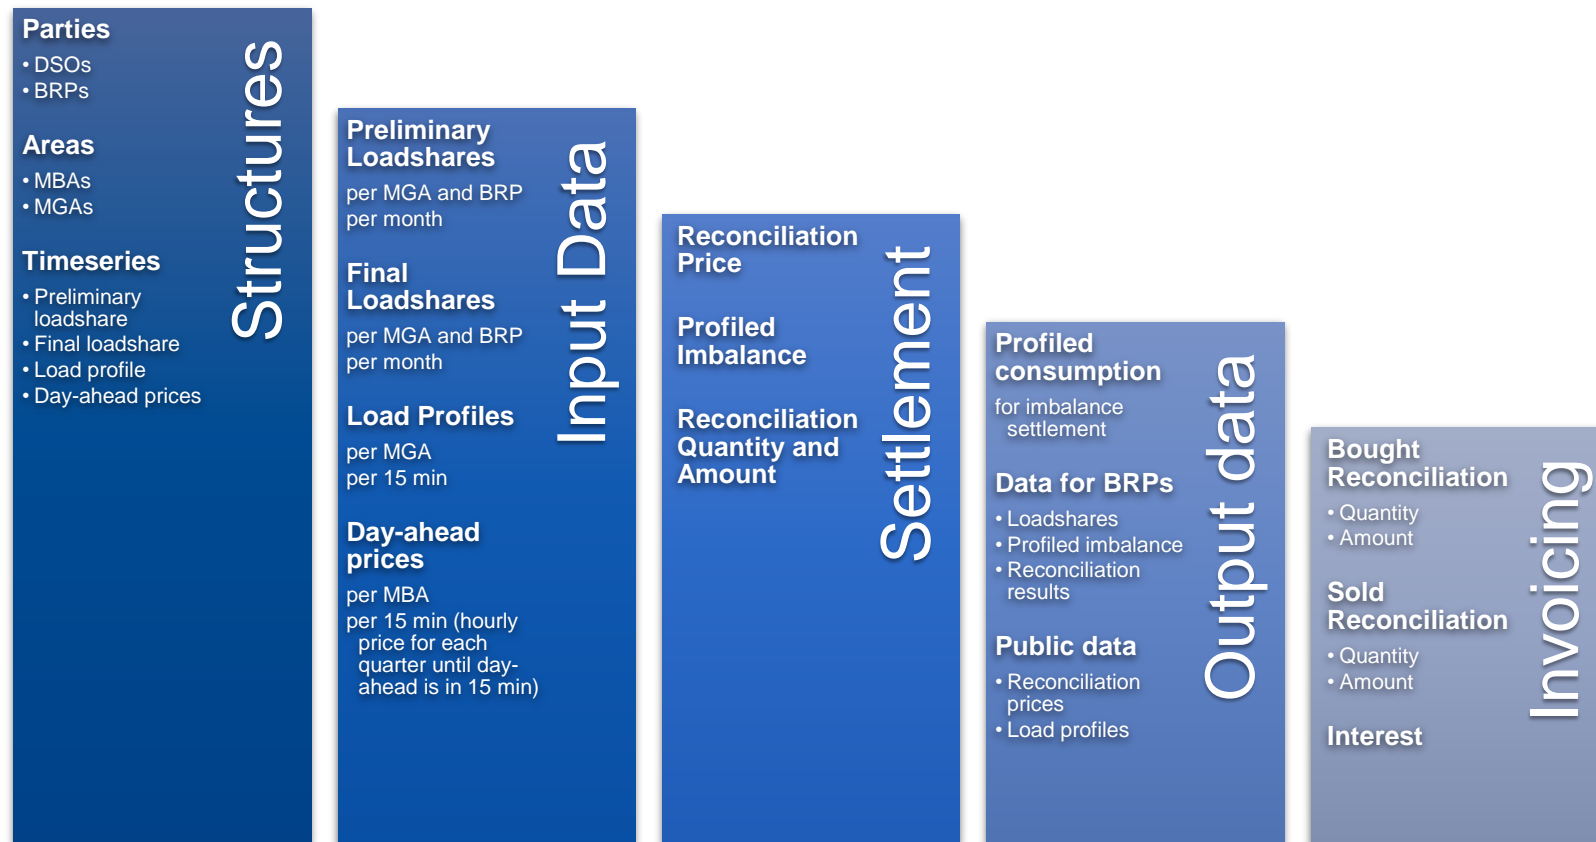 Structures
Parties
• DSOs
• BRPs
Areas
• MBAs
• MGAs
Timeseries
• Preliminary
loadshare
• Final loadshare
• Load profile
• Day-ahead prices
Input Data
Preliminary
Loadshares
per MGA and BRP
per month
Final
Loadshares
per MGA and BRP
per month
Load Profiles
per MGA
per 15 min
Day-ahead
prices
per MBA
per 15 min (hourly
price for each
quarter until day-
ahead is in 15 min)
Settlement
Reconciliation
Price
Profiled
Imbalance
Reconciliation
Quantity and
Amount
Output data
Profiled
consumption
for imbalance
settlement
Data for BRPs
• Loadshares
• Profiled imbalance
• Reconciliation
results
Public data
• Reconciliation
prices
• Load profiles
Invoicing
Bought
Reconciliation
• Quantity
• Amount
Sold
Reconciliation
• Quantity
• Amount
Interest